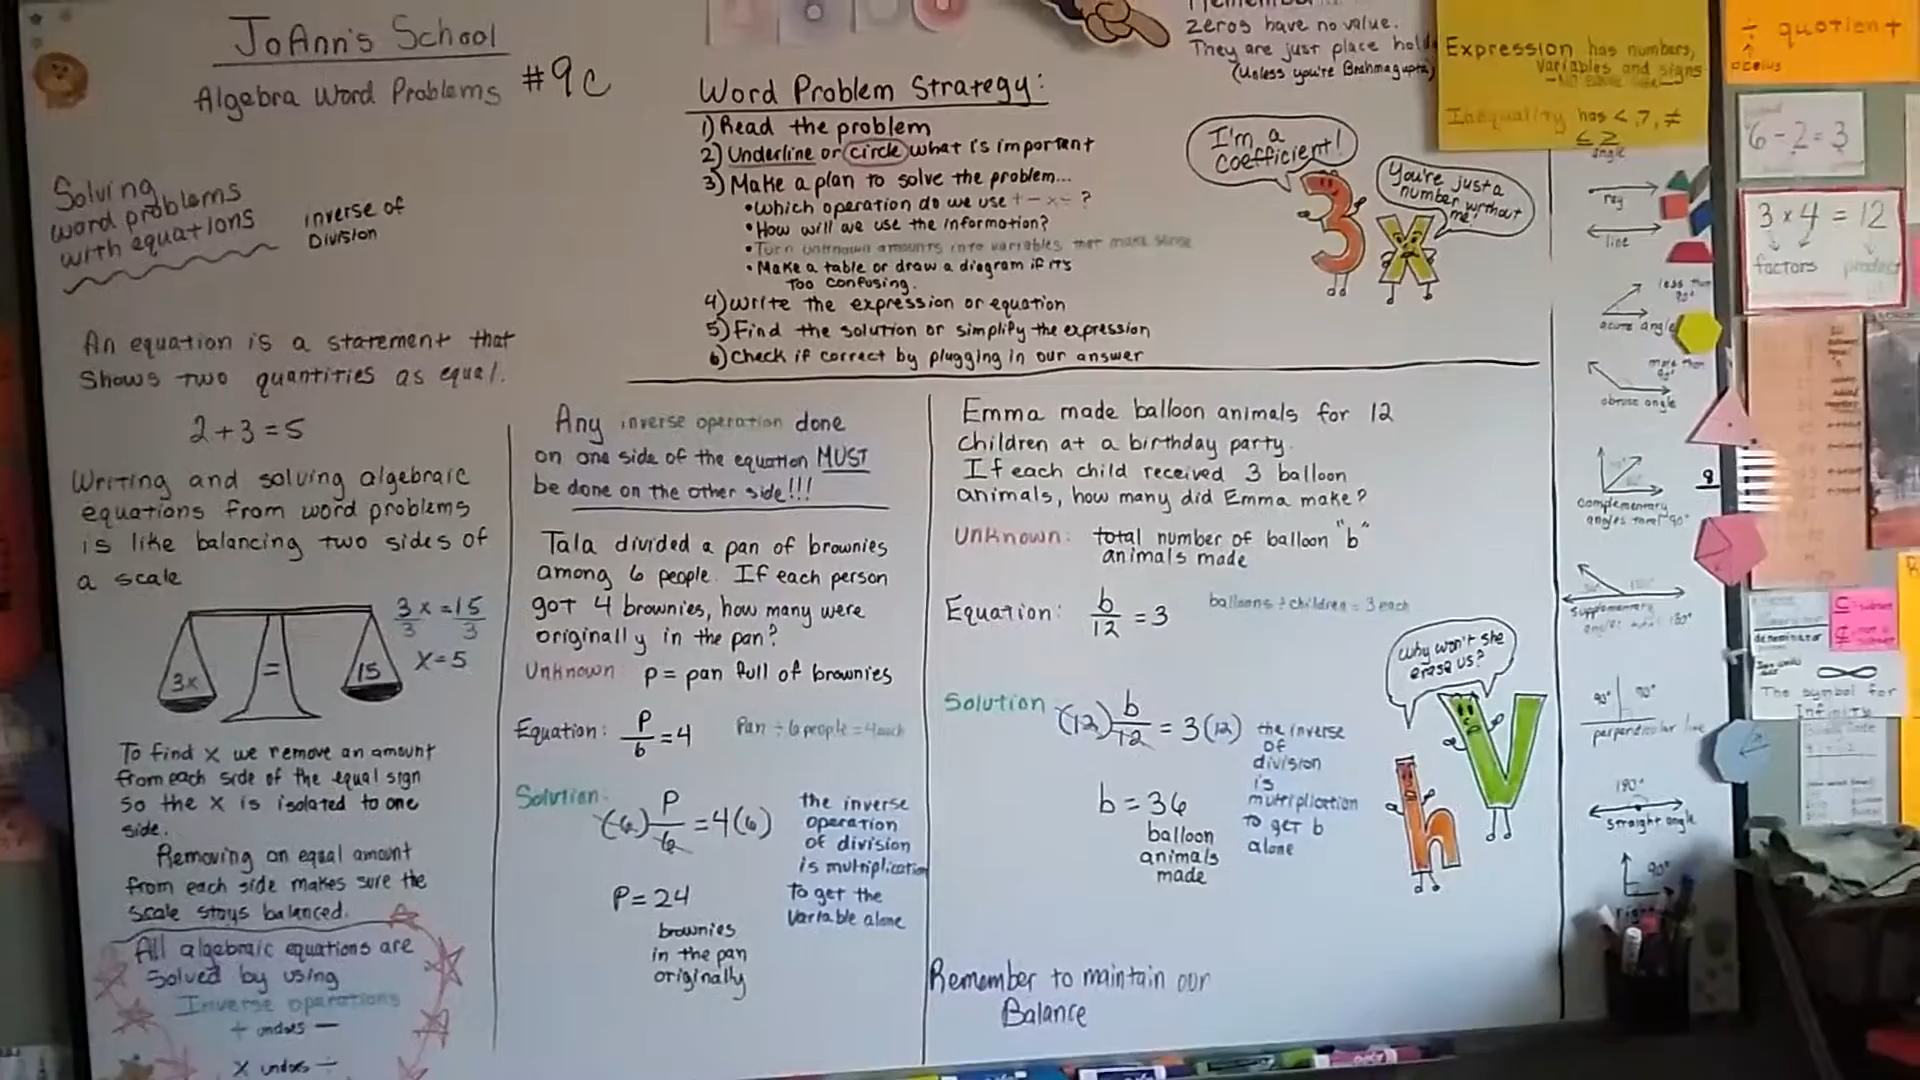 JoAnn's School
Algebra Word Problems #9c
Solving
word problems
with equations
inverse of
Division
An equation is a statement that
Shows two quantities as equal.
2+3=5
Writing and solving algebraic
equations from word problems
is like balancing two sides of
a scale
3x = 15
3x
=
15
3 3
x=5
To find x we remove an amount
from each side of the equal sign
so the x is isolated to one
side.
Removing an equal amount
from each side makes sure the
scale stays balanced.
All algebraic equations are
Solved by using
Inverse operations
+ undoes −
x undoes ÷
Word Problem Strategy:
1) Read the problem
2) Underline or circle what is important
3) Make a plan to solve the problem...
•Which operation do we use + − × ÷ ?
•How will we use the information?
•Turn unknown amounts into variables that make sense
•Make a table or draw a diagram if its
too confusing.
4) Write the expression or equation
5) Find the solution or simplify the expression
6) Check if correct by plugging in our answer
zeros have no value.
They are just place
(Unless you're Brahmagupta)
I'm a
coefficient!
3
You're just a
number without
me!
x
Any inverse operation done
on one side of the equation MUST
be done on the other side!!!
Tala divided a pan of brownies
among 6 people. If each person
got 4 brownies, how many were
originally in the pan?
Unknown: p = pan full of brownies
Equation: p/6 = 4 Pan ÷ 6 people = 4 each
Solution:
(6) p/6 = 4(6)
the inverse
operation
of division
is multiplication
to get the
variable alone
P = 24
brownies
in the pan
originally
Emma made balloon animals for 12
children at a birthday party.
If each child received 3 balloon
animals, how many did Emma make?
Unknown: total number of balloon "b"
animals made
Equation: b/12 = 3 balloons ÷ children = 3 each
Solution (12) b/12 = 3(12)
the inverse
of
division
is
multiplication
to get b
alone
b = 36
balloon
animals
made
Why won't she
erase us?
h
V
Remember to maintain our
Balance
Expression has numbers,
variables and signs
Inequality has <, >, ≠
≤ ≥
÷ quotient
6-2=3
3 x 4 = 12
factors product
angle
ray
line
less than
90°
acute angle
more than
90°
obtuse angle
complementary
angles total 90°
supplementary
90° 90°
perpendicular line
180°
straight angle
90°
denominator
The symbol for
Infinity